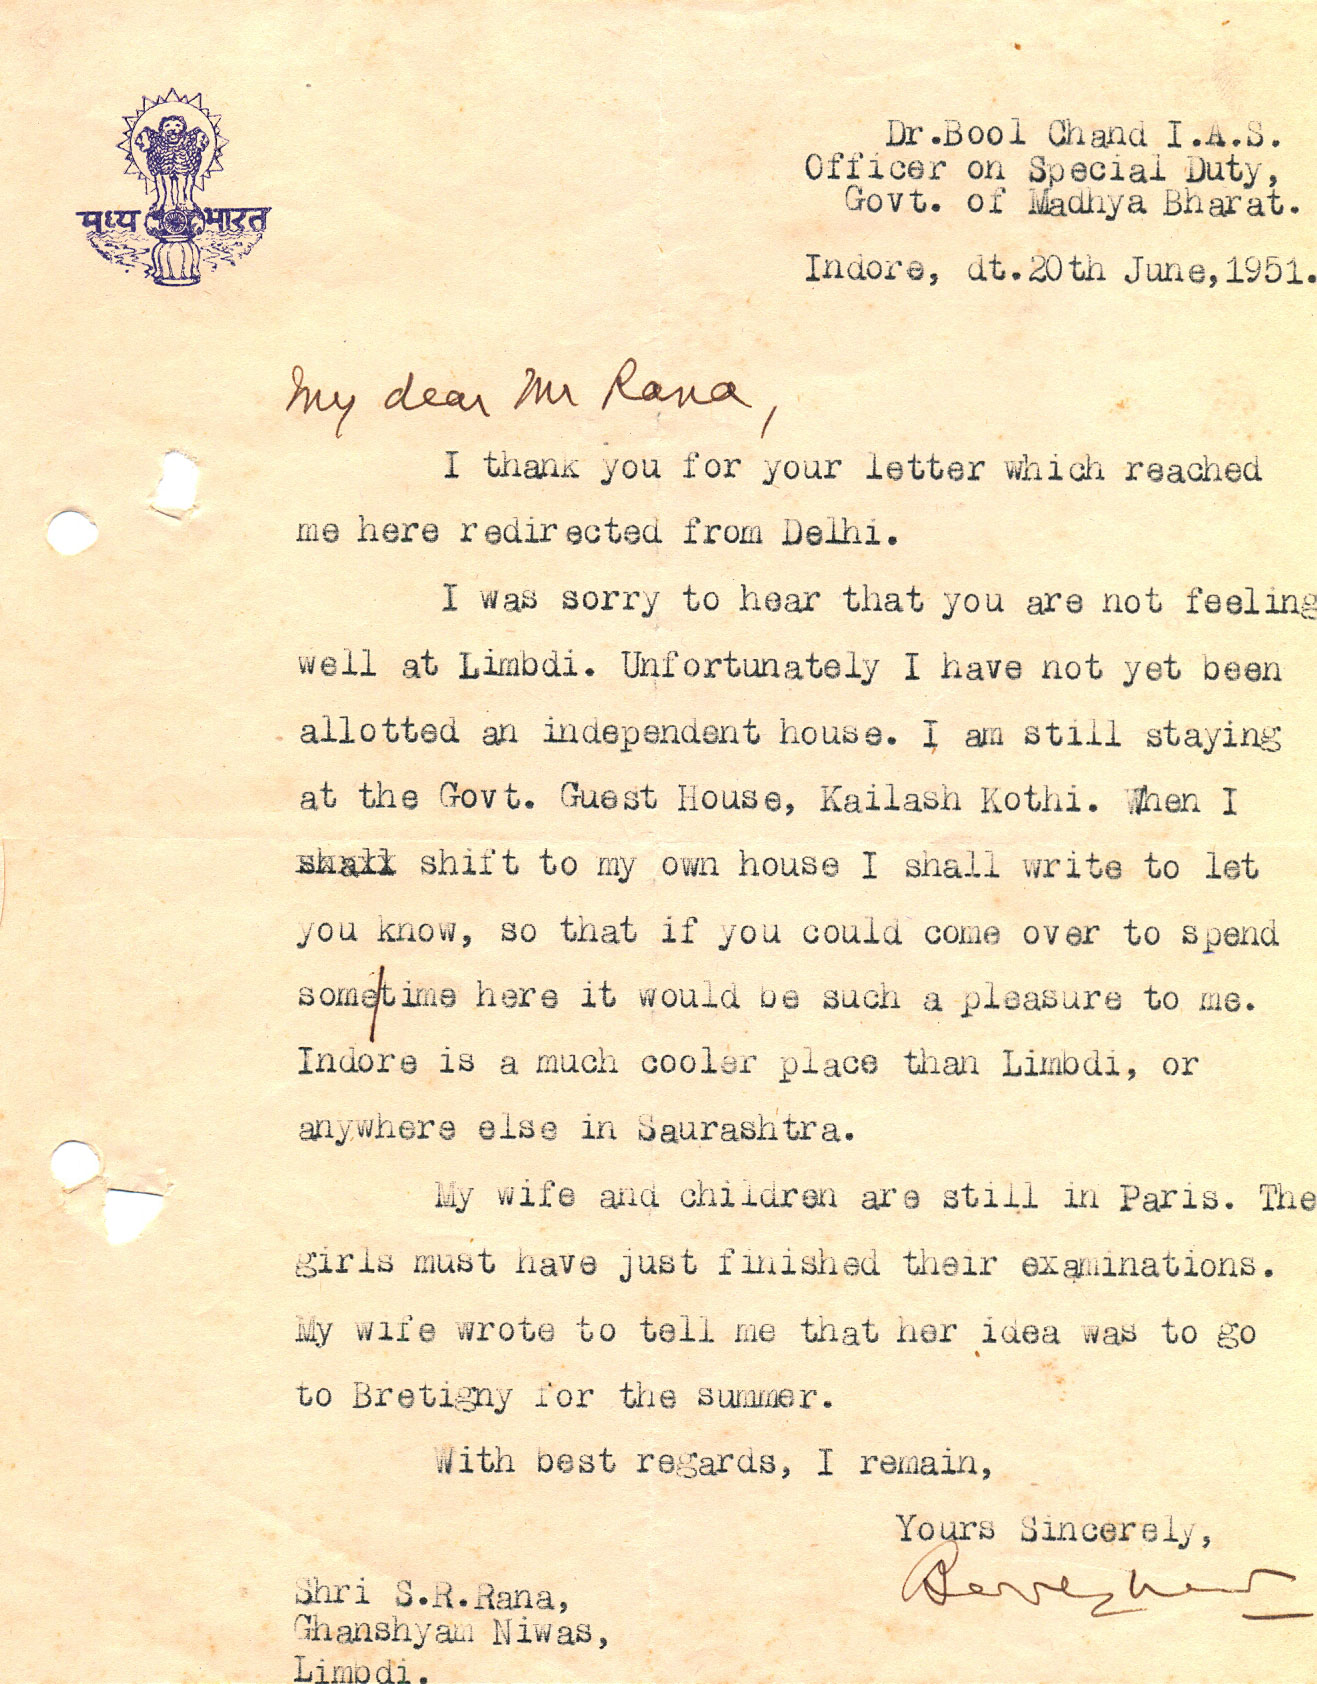 मध्य भारत
Dr.Bool Chand I.A.S.
Officer on Special Duty,
Govt. of Madhya Bharat.
Indore, dt.20th June,1951.
My dear Mr Rana,
I thank you for your letter which reached
me here redirected from Delhi.
I was sorry to hear that you are not feeling
well at Limbdi. Unfortunately I have not yet been
allotted an independent house. I am still staying
at the Govt. Guest House, Kailash Kothi. When I
shall shift to my own house I shall write to let
you know, so that if you could come over to spend
some/time here it would be such a pleasure to me.
Indore is a much cooler place than Limbdi, or
anywhere else in Saurashtra.
My wife and children are still in Paris. The
girls must have just finished their examinations.
My wife wrote to tell me that her idea was to go
to Bretigny for the summer.
With best regards, I remain,
Yours Sincerely,
Shri S.R.Rana,
Ghanshyam Niwas,
Limbdi.